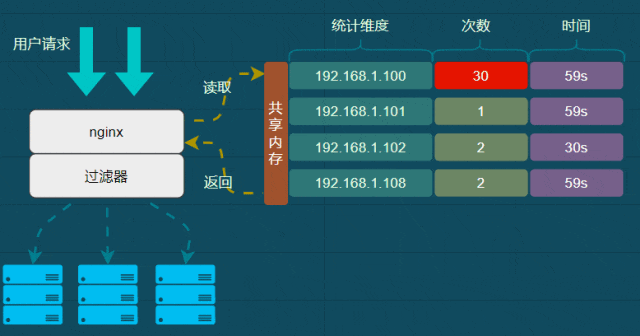 用户请求
nginx
过滤器
读取
返回
共享内存
统计维度 次数 时间
192.168.1.100 30 59s
192.168.1.101 1 59s
192.168.1.102 2 30s
192.168.1.108 2 59s